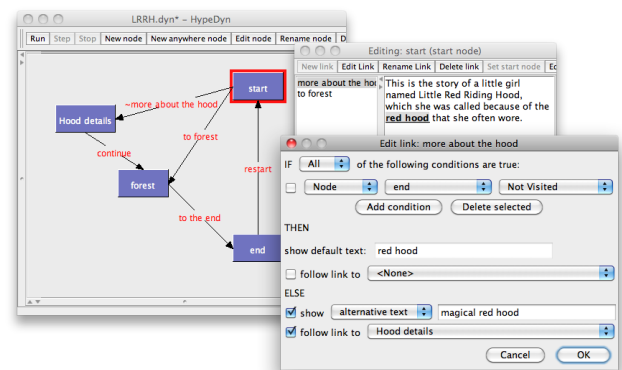 LRRH.dyn* – HypeDyn
Run Step Stop New node New anywhere node Edit node Rename node D
start
~more about the hood
Hood details
to forest
continue
restart
forest
to the end
end
Editing: start (start node)
New link Edit Link Rename Link Delete link Set start node Ec
more about the hoo
to forest
This is the story of a little girl
named Little Red Riding Hood,
which she was called because of the
red hood that she often wore.
Edit link: more about the hood
IF All of the following conditions are true:
Node end Not Visited
Add condition Delete selected
THEN
show default text: red hood
follow link to <None>
ELSE
show alternative text magical red hood
follow link to Hood details
Cancel OK